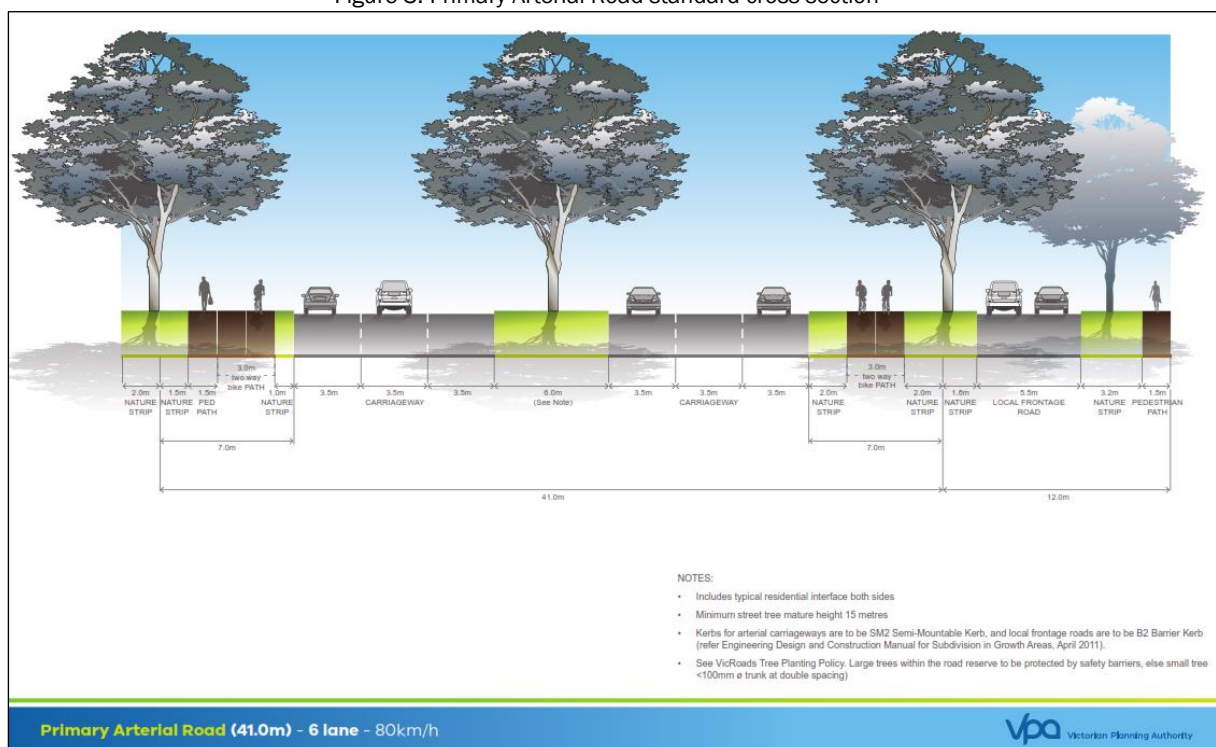 Figure 3: Primary Arterial Road standard cross section
3.0m
two way
bike PATH
3.0m
two way
bike PATH
2.0m
NATURE
STRIP
1.5m
NATURE
STRIP
1.5m
PED
PATH
1.0m
NATURE
STRIP
3.5m
3.5m
CARRIAGEWAY
3.5m
6.0m
(See Note)
3.5m
3.5m
CARRIAGEWAY
3.5m
2.0m
NATURE
STRIP
2.0m
NATURE
STRIP
1.6m
NATURE
STRIP
5.5m
LOCAL FRONTAGE
ROAD
3.2m
NATURE
STRIP
1.5m
PEDESTRIAN
PATH
7.0m
7.0m
41.0m
12.0m
NOTES:
• Includes typical residential interface both sides
• Minimum street tree mature height 15 metres
• Kerbs for arterial carriageways are to be SM2 Semi-Mountable Kerb, and local frontage roads are to be B2 Barrier Kerb
(refer Engineering Design and Construction Manual for Subdivision in Growth Areas, April 2011).
• See VicRoads Tree Planting Policy. Large trees within the road reserve to be protected by safety barriers, else small tree
<100mm ø trunk at double spacing)
Primary Arterial Road (41.0m) - 6 lane - 80km/h
vpa Victorian Planning Authority